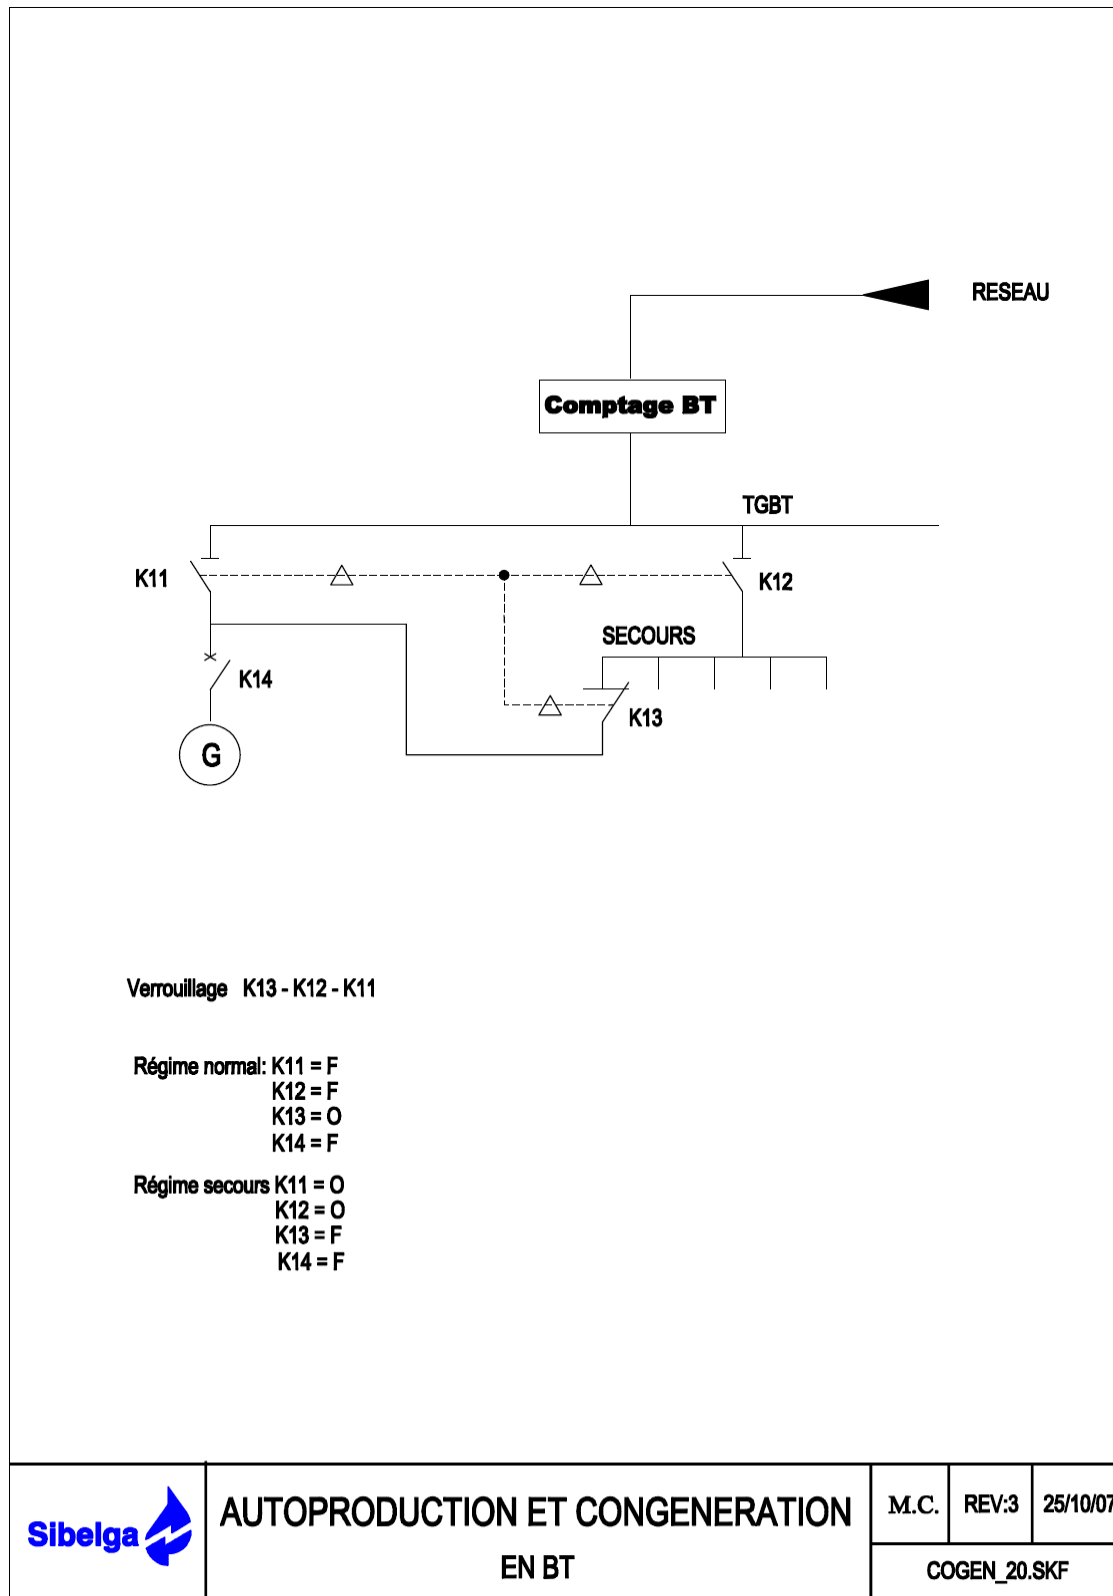 RESEAU
Comptage BT
TGBT
K11
K12
SECOURS
K14
K13
G
Verrouillage K13 - K12 - K11
Régime normal: K11 = F
K12 = F
K13 = O
K14 = F
Régime secours K11 = O
K12 = O
K13 = F
K14 = F
Sibelga
AUTOPRODUCTION ET CONGENERATION
EN BT
M.C.
REV:3
25/10/07
COGEN_20.SKF